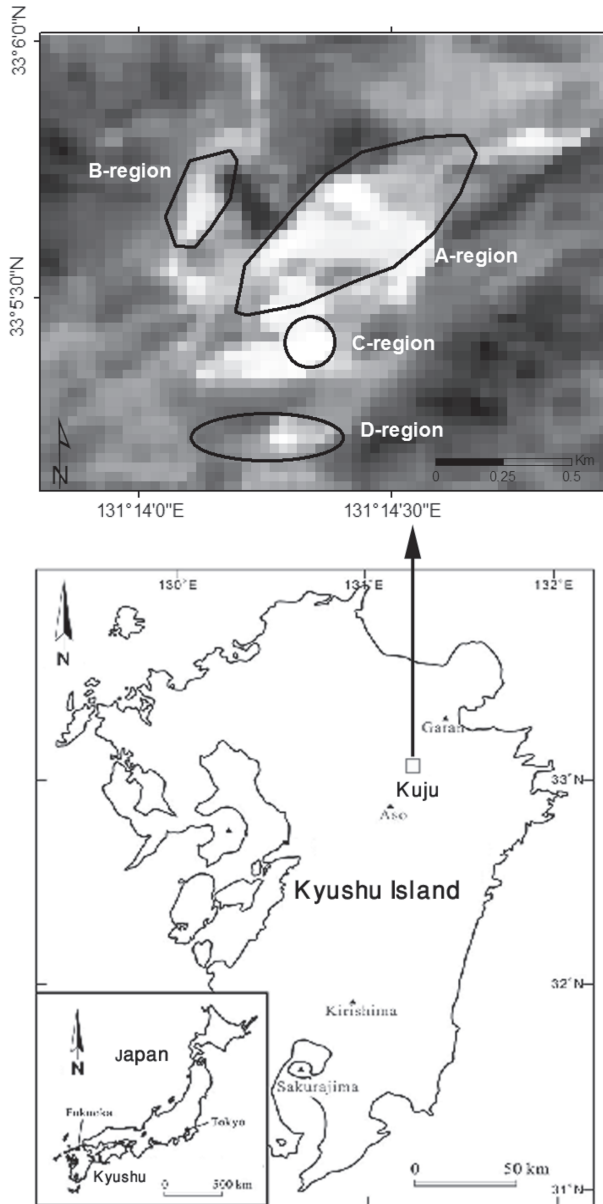 33°6'0"N
B-region
A-region
33°5'30"N
C-region
D-region
Km
N
0 0.25 0.5
131°14'0"E 131°14'30"E
130°E 131°E 132°E
N
Garan
33°N
Kuju
Aso
Kyushu Island
32°N
Kirishima
Japan
N
Sakurajima
Fukuoka
Tokyo
Kyushu
0 500 km
0 50 km
31°N